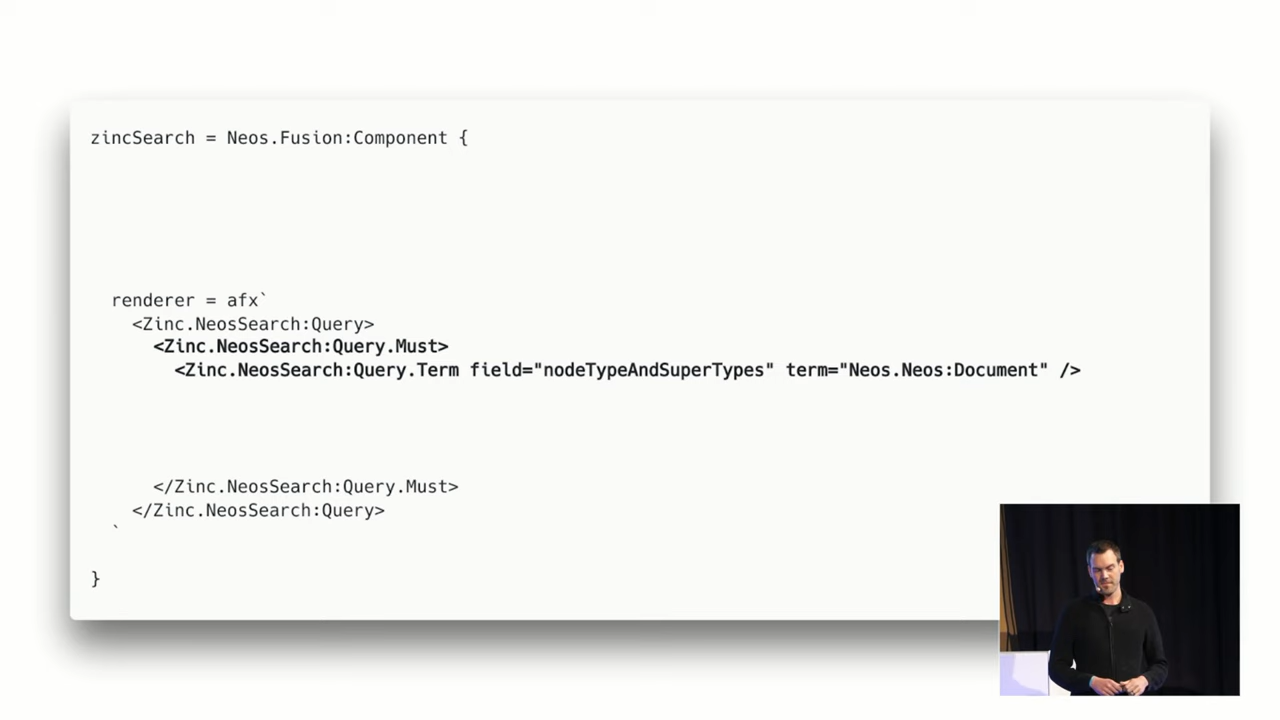 zincSearch = Neos.Fusion:Component {
renderer = afx`
<Zinc.NeosSearch:Query>
<Zinc.NeosSearch:Query.Must>
<Zinc.NeosSearch:Query.Term field="nodeTypeAndSuperTypes" term="Neos.Neos:Document" />
</Zinc.NeosSearch:Query.Must>
</Zinc.NeosSearch:Query>
`
}